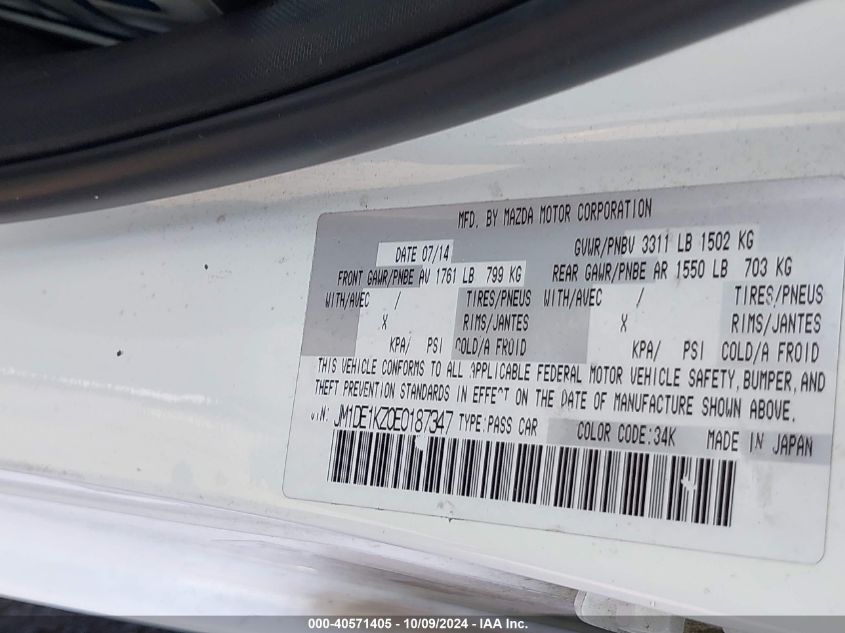 MFD. BY MAZDA MOTOR CORPORATION
DATE 07/14 GVWR/PNBV 3311 LB 1502 KG
FRONT GAWR/PNBE AV 1761 LB 799 KG REAR GAWR/PNBE AR 1550 LB 703 KG
WITH/AVEC / TIRES/PNEUS WITH/AVEC / TIRES/PNEUS
X RIMS/JANTES X RIMS/JANTES
KPA/ PSI COLD/A FROID KPA/ PSI COLD/A FROID
THIS VEHICLE CONFORMS TO ALL APPLICABLE FEDERAL MOTOR VEHICLE SAFETY, BUMPER, AND
THEFT PREVENTION STANDARDS IN EFFECT ON THE DATE OF MANUFACTURE SHOWN ABOVE.
VIN: JM1DE1KZ0E0187347 TYPE:PASS CAR COLOR CODE:34K MADE IN JAPAN
000-40571405 - 10/09/2024 - IAA Inc.